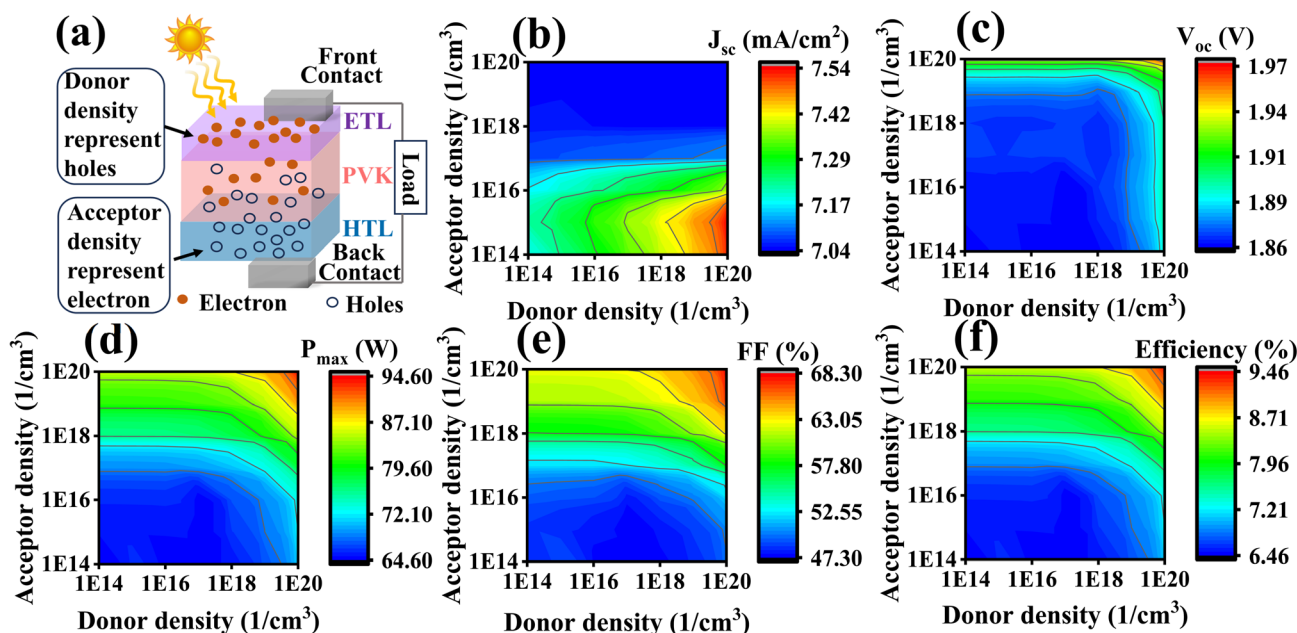 (a)
Front
Contact
Donor
density
represent
holes
ETL
PVK
HTL
Load
Acceptor
density
represent
electron
Back
Contact
Electron
Holes
(b)
Jsc (mA/cm²)
Acceptor density (1/cm³)
1E20
1E18
1E16
1E14
1E14 1E16 1E18 1E20
Donor density (1/cm³)
7.54
7.42
7.29
7.17
7.04
(c)
Voc (V)
Acceptor density (1/cm³)
1E20
1E18
1E16
1E14
1E14 1E16 1E18 1E20
Donor density (1/cm³)
1.97
1.94
1.91
1.89
1.86
(d)
Pmax (W)
Acceptor density (1/cm³)
1E20
1E18
1E16
1E14
1E14 1E16 1E18 1E20
Donor density (1/cm³)
94.60
87.10
79.60
72.10
64.60
(e)
FF (%)
Acceptor density (1/cm³)
1E20
1E18
1E16
1E14
1E14 1E16 1E18 1E20
Donor density (1/cm³)
68.30
63.05
57.80
52.55
47.30
(f)
Efficiency (%)
Acceptor density (1/cm³)
1E20
1E18
1E16
1E14
1E14 1E16 1E18 1E20
Donor density (1/cm³)
9.46
8.71
7.96
7.21
6.46